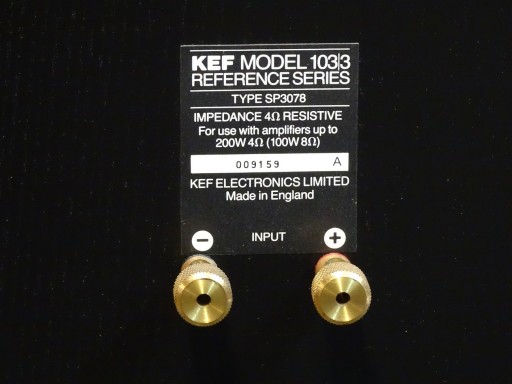 KEF MODEL 103/3
REFERENCE SERIES
TYPE SP3078
IMPEDANCE 4Ω RESISTIVE
For use with amplifiers up to
200W 4Ω (100W 8Ω)
009159 A
KEF ELECTRONICS LIMITED
Made in England
− INPUT +